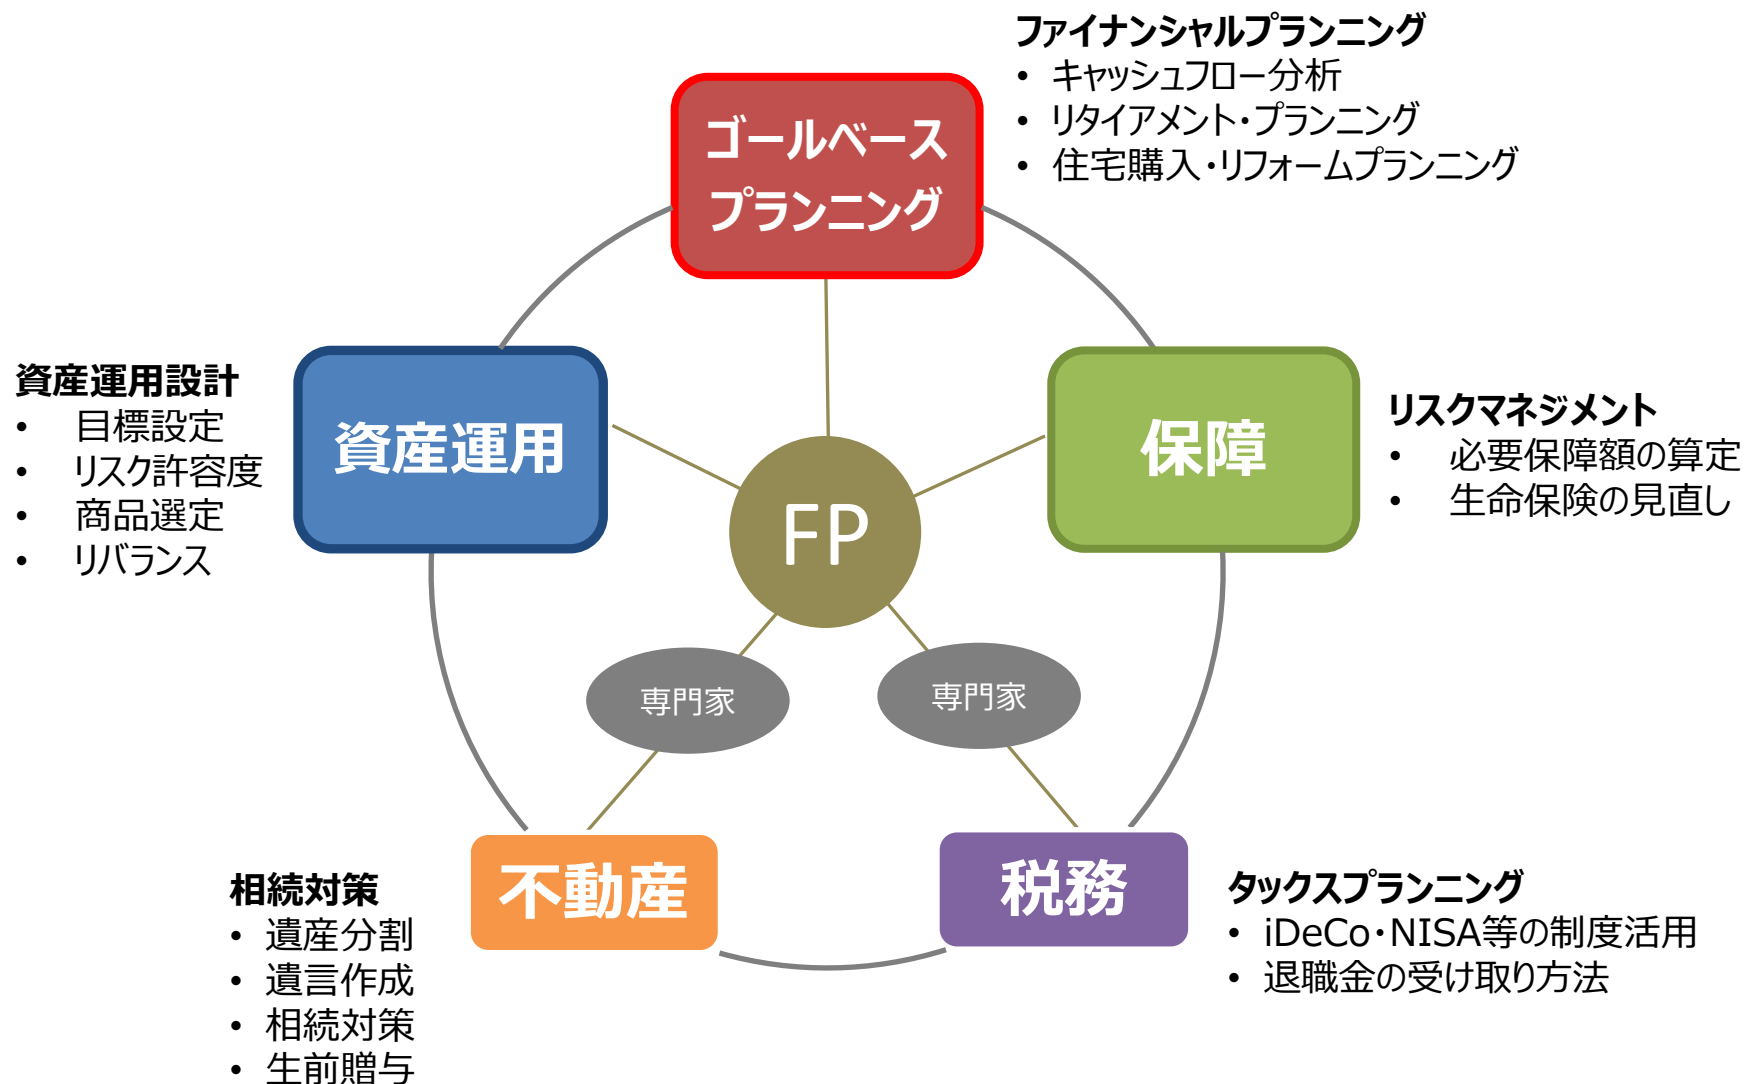 ファイナンシャルプランニング
• キャッシュフロー分析
• リタイアメント・プランニング
• 住宅購入・リフォームプランニング
ゴールベース
プランニング
資産運用設計
• 目標設定
• リスク許容度
• 商品選定
• リバランス
資産運用
FP
保障
リスクマネジメント
• 必要保障額の算定
• 生命保険の見直し
専門家
専門家
相続対策
• 遺産分割
• 遺言作成
• 相続対策
• 生前贈与
不動産
税務
タックスプランニング
• iDeCo・NISA等の制度活用
• 退職金の受け取り方法